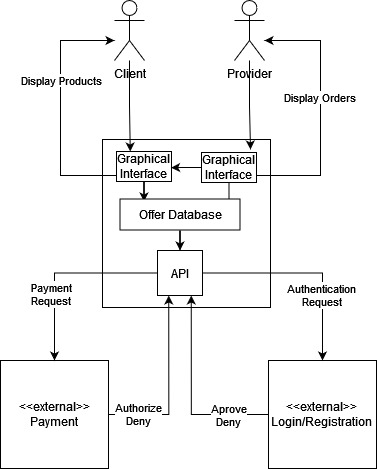 Client
Provider
Display Products
Display Orders
Graphical
Interface
Graphical
Interface
Offer Database
API
Payment
Request
Authentication
Request
<<external>>
Payment
Authorize
Deny
Aprove
Deny
<<external>>
Login/Registration